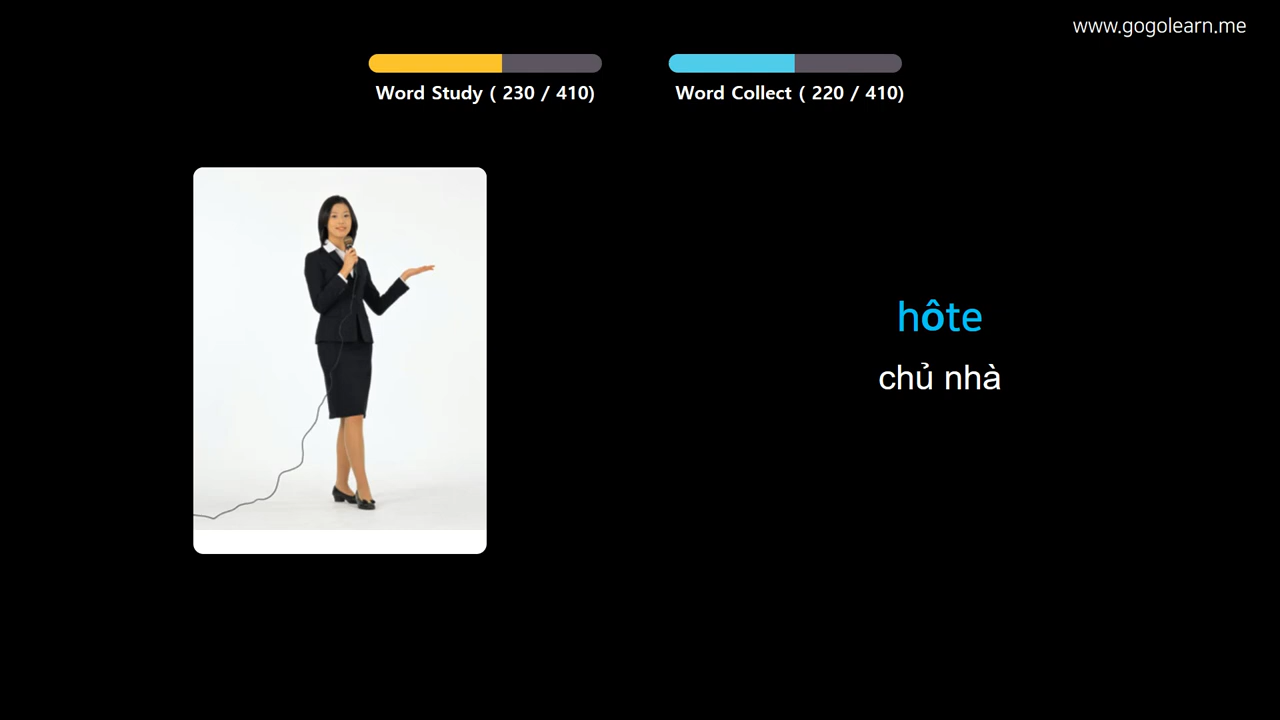 www.gogolearn.me
Word Study ( 230 / 410)
Word Collect ( 220 / 410)
hôte
chủ nhà